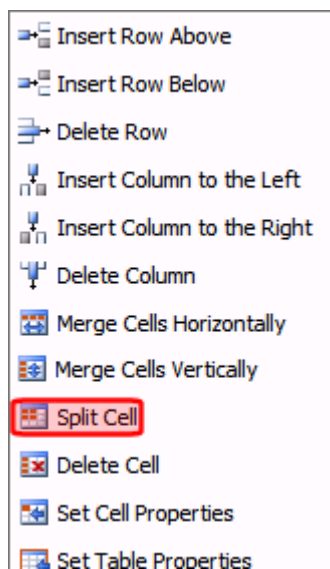 Insert Row Above
Insert Row Below
Delete Row
Insert Column to the Left
Insert Column to the Right
Delete Column
Merge Cells Horizontally
Merge Cells Vertically
Split Cell
Delete Cell
Set Cell Properties
Set Table Properties